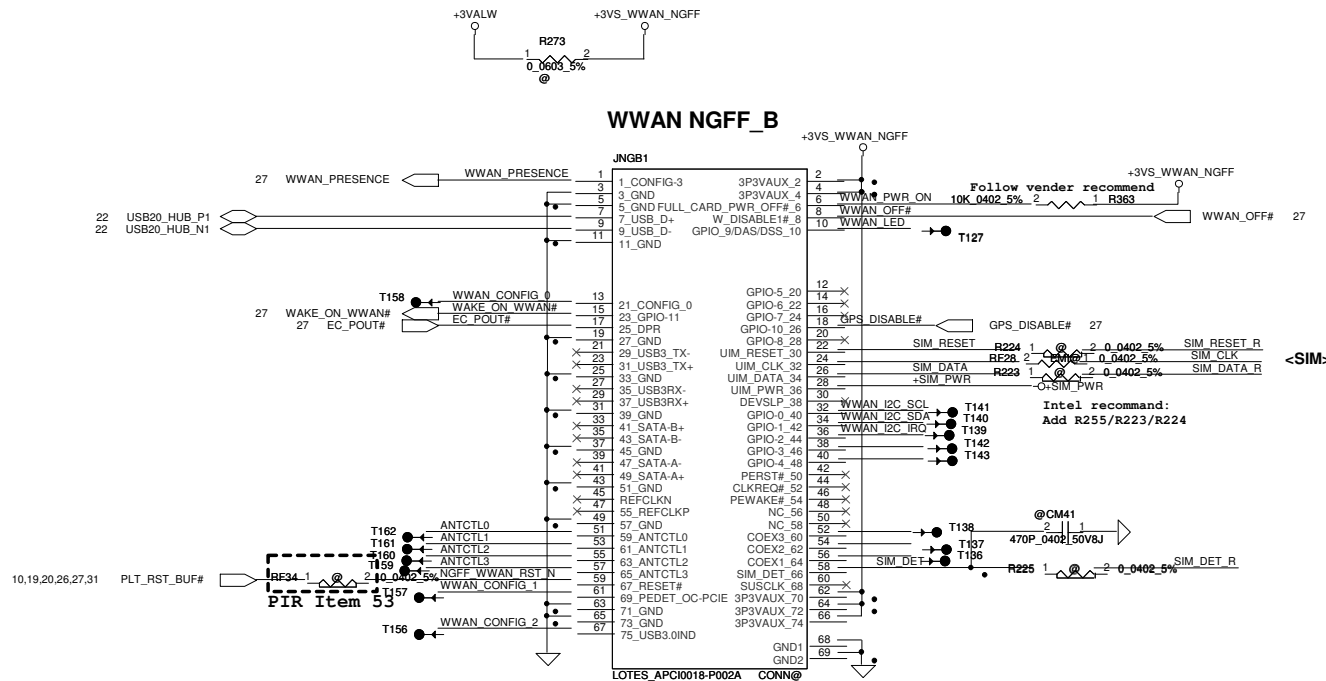 +3VALW +3VS_WWAN_NGFF
R273
1 2
0_0603_5%
@
WWAN NGFF_B
+3VS_WWAN_NGFF
JNGB1
+3VS_WWAN_NGFF
Follow vender recommend
27 WWAN_PRESENCE WWAN_PRESENCE 1 1_CONFIG-3 3P3VAUX_2 2
3 3_GND 3P3VAUX_4 4
5 5_GND FULL_CARD_PWR_OFF#_6 6 WWAN_PWR_ON 10K_0402_5% 2 1 R363
22 USB20_HUB_P1 7 7_USB_D+ W_DISABLE1#_8 8 WWAN_OFF# WWAN_OFF# 27
22 USB20_HUB_N1 9 9_USB_D- GPIO_9/DAS/DSS_10 10 WWAN_LED T127
11 11_GND
GPIO-5_20 12
T158 WWAN_CONFIG_0 13 21_CONFIG_0 GPIO-6_22 14
27 WAKE_ON_WWAN# WAKE_ON_WWAN# 15 23_GPIO-11 GPIO-7_24 16
27 EC_POUT# EC_POUT# 17 25_DPR GPIO-10_26 18 GPS_DISABLE# GPS_DISABLE# 27
19 27_GND GPIO-8_28 20
21 29_USB3_TX- UIM_RESET_30 22 SIM_RESET R224 1 @ 2 0_0402_5% SIM_RESET_R
23 31_USB3_TX+ UIM_CLK_32 24 RF28 1 EMI@ 2 0_0402_5% SIM_CLK <SIM>
25 33_GND UIM_DATA_34 26 SIM_DATA R223 1 @ 2 0_0402_5% SIM_DATA_R
27 35_USB3RX- UIM_PWR_36 28 +SIM_PWR +SIM_PWR
29 37_USB3RX+ DEVSLP_38 30
31 39_GND GPIO-0_40 32 WWAN_I2C_SCL T141
33 41_SATA-B+ GPIO-1_42 34 WWAN_I2C_SDA T140
35 43_SATA-B- GPIO-2_44 36 WWAN_I2C_IRQ T139
37 45_GND GPIO-3_46 38 T142
39 47_SATA-A- GPIO-4_48 40 T143
Intel recommand:
Add R255/R223/R224
41 49_SATA-A+ PERST#_50 42
43 51_GND CLKREQ#_52 44
45 REFCLKN PEWAKE#_54 46
47 55_REFCLKP NC_56 48
49 57_GND NC_58 50
T162 ANTCTL0 51 59_ANTCTL0 COEX3_60 52 T138
T161 ANTCTL1 53 61_ANTCTL1 COEX2_62 54 T137
T160 ANTCTL2 55 63_ANTCTL2 COEX1_64 56 T136
T159 ANTCTL3 57 65_ANTCTL3 SIM_DET_66 58 SIM_DET R225 1 @ 2 0_0402_5% SIM_DET_R
@CM41
2 1
470P_0402_50V8J
10,19,20,26,27,31 PLT_RST_BUF# RF34 1 @ 2 0_0402_5% NGFF_WWAN_RST_N 59 67_RESET# SUSCLK_68 60
PIR Item 53
T157 WWAN_CONFIG_1 61 69_PEDET_OC-PCIE 3P3VAUX_70 62
63 71_GND 3P3VAUX_72 64
65 73_GND 3P3VAUX_74 66
T156 WWAN_CONFIG_2 67 75_USB3.0IND
GND1 68
GND2 69
LOTES_APCI0018-P002A CONN@